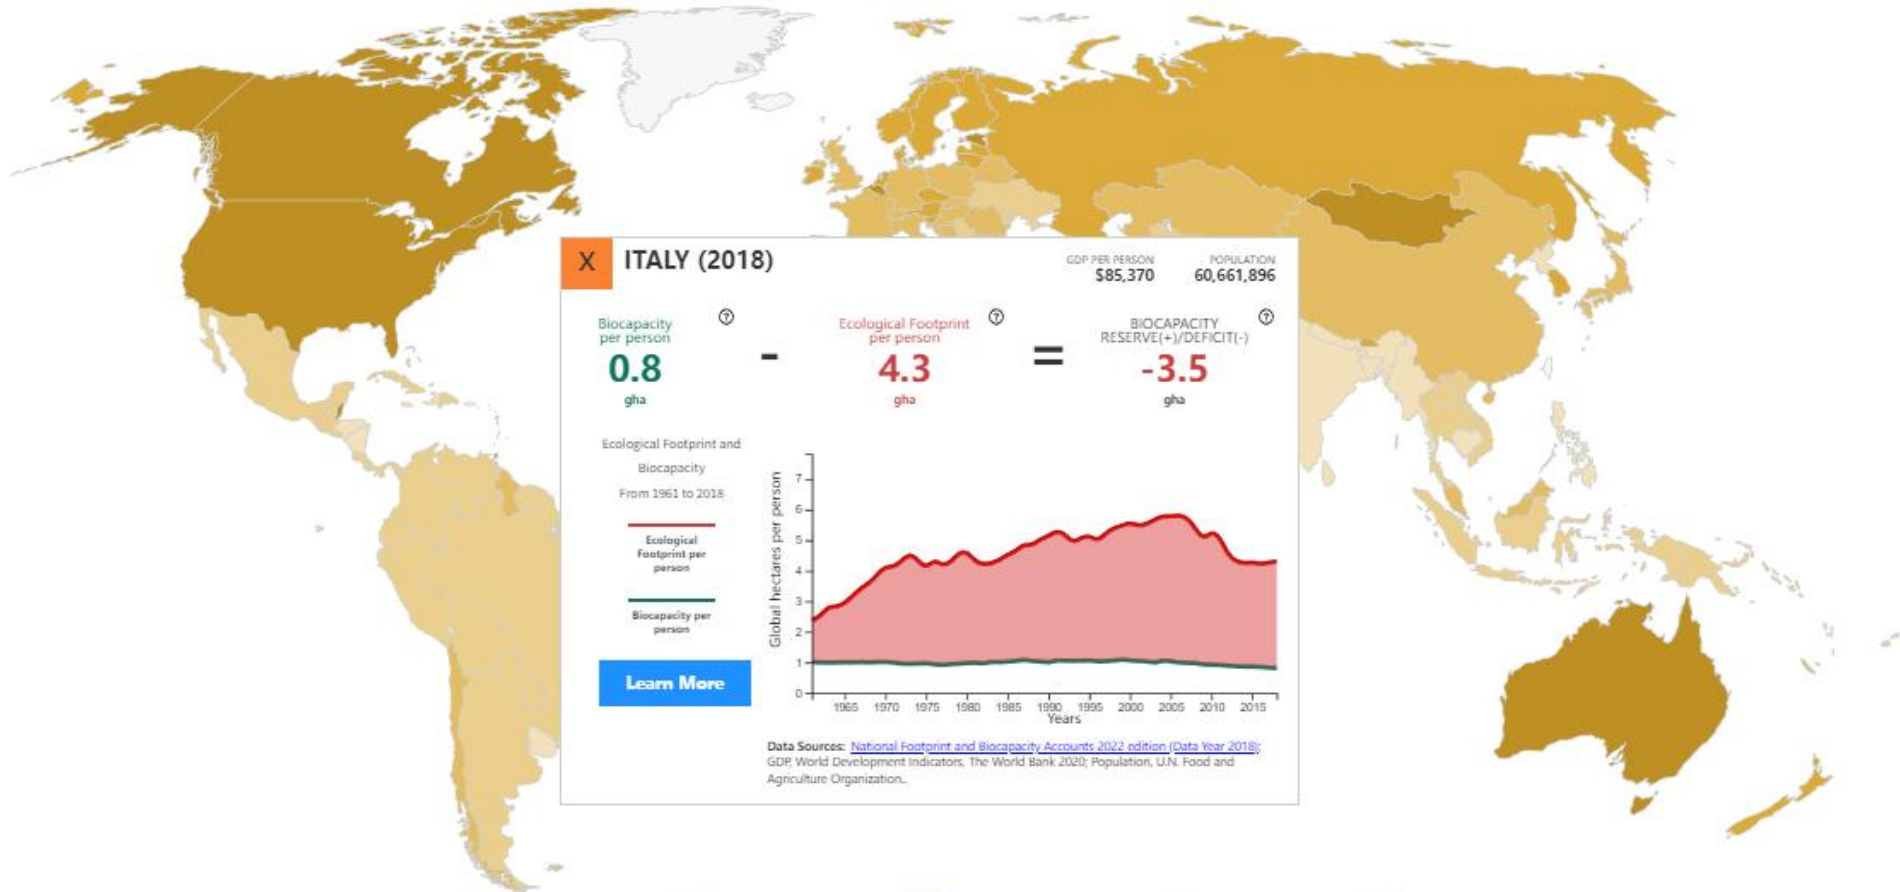 X
ITALY (2018)
GDP PER PERSON
$85,370
POPULATION
60,661,896
Biocapacity
per person
0.8
gha
?
-
Ecological Footprint
per person
4.3
gha
?
=
BIOCAPACITY
RESERVE(+)/DEFICIT(-)
-3.5
gha
?
Ecological Footprint and
Biocapacity
From 1961 to 2018
Ecological
Footprint per
person
Biocapacity per
person
Learn More
Global hectares per person
7
6
5
4
3
2
1
0
1965 1970 1975 1980 1985 1990 1995 2000 2005 2010 2015
Years
Data Sources: National Footprint and Biocapacity Accounts 2022 edition (Data Year 2018);
GDP, World Development Indicators, The World Bank 2020; Population, U.N. Food and
Agriculture Organization..